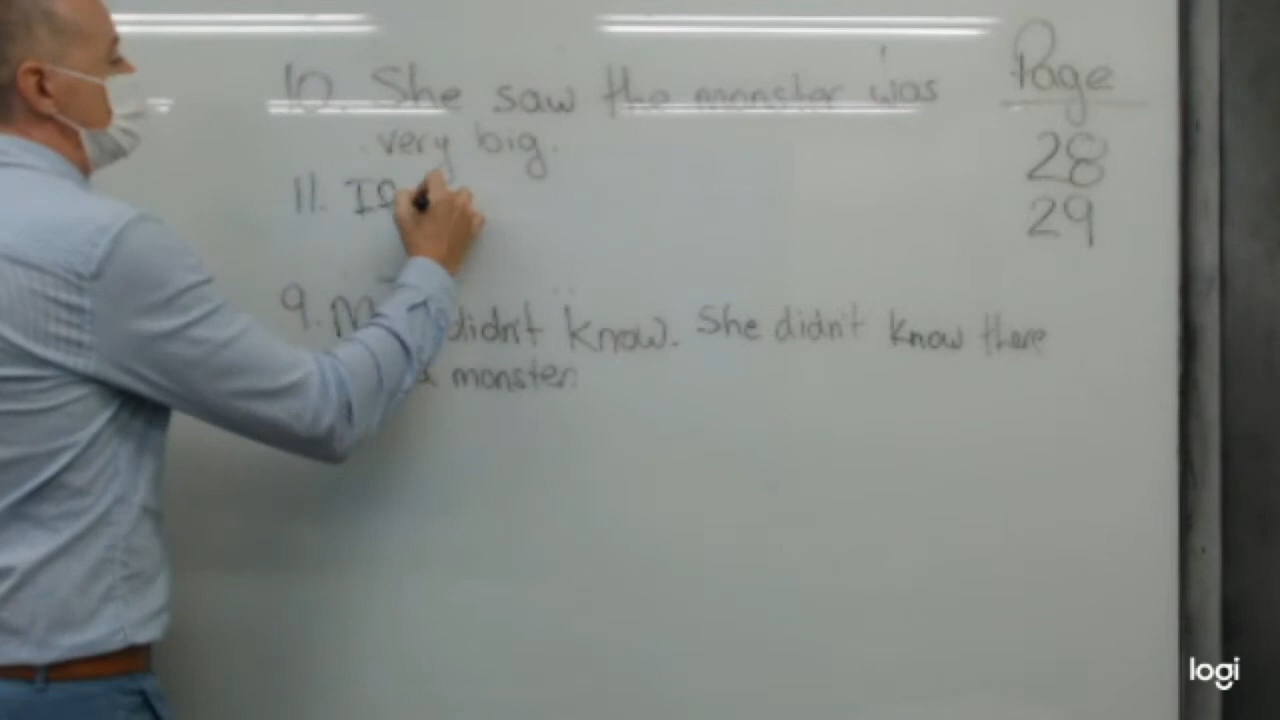 10. She saw the monster was
very big.
11. I
9. didn't know. She didn't know there
a monster.
Page
28
29
logi